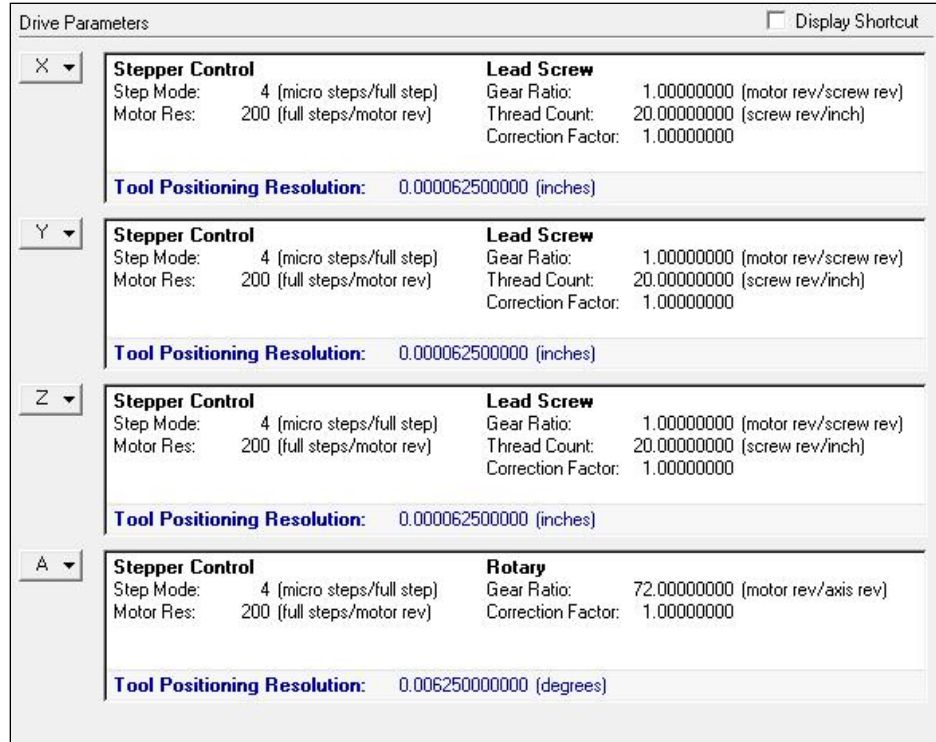 Drive Parameters Display Shortcut
X
Stepper Control Lead Screw
Step Mode: 4 (micro steps/full step) Gear Ratio: 1.00000000 (motor rev/screw rev)
Motor Res: 200 (full steps/motor rev) Thread Count: 20.00000000 (screw rev/inch)
Correction Factor: 1.00000000
Tool Positioning Resolution: 0.000062500000 (inches)
Y
Stepper Control Lead Screw
Step Mode: 4 (micro steps/full step) Gear Ratio: 1.00000000 (motor rev/screw rev)
Motor Res: 200 (full steps/motor rev) Thread Count: 20.00000000 (screw rev/inch)
Correction Factor: 1.00000000
Tool Positioning Resolution: 0.000062500000 (inches)
Z
Stepper Control Lead Screw
Step Mode: 4 (micro steps/full step) Gear Ratio: 1.00000000 (motor rev/screw rev)
Motor Res: 200 (full steps/motor rev) Thread Count: 20.00000000 (screw rev/inch)
Correction Factor: 1.00000000
Tool Positioning Resolution: 0.000062500000 (inches)
A
Stepper Control Rotary
Step Mode: 4 (micro steps/full step) Gear Ratio: 72.00000000 (motor rev/axis rev)
Motor Res: 200 (full steps/motor rev) Correction Factor: 1.00000000
Tool Positioning Resolution: 0.006250000000 (degrees)